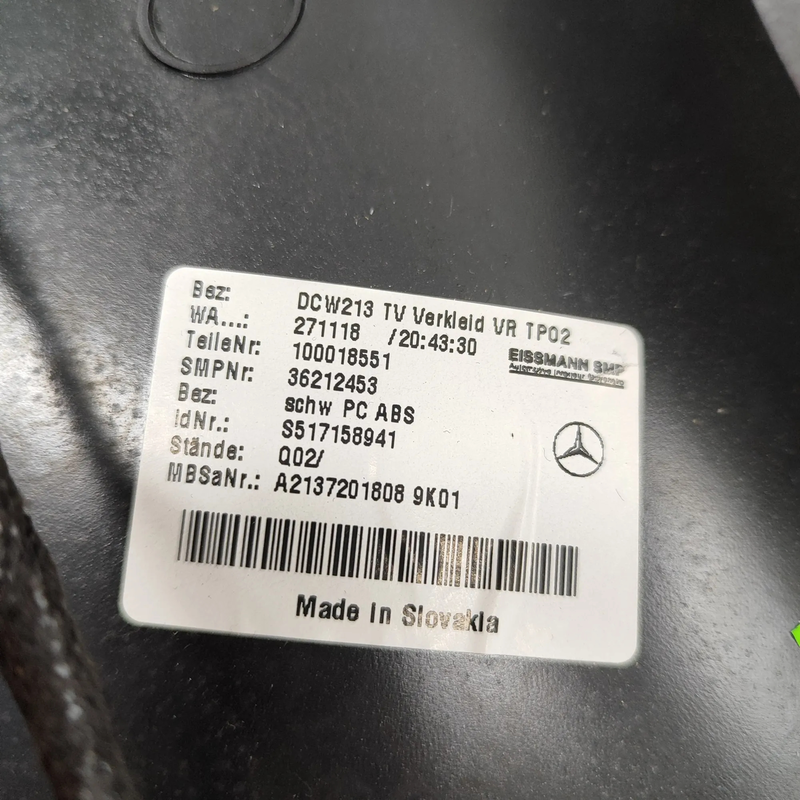 Bez: DCW213 TV Verkleid VR TP02
WA...: 271118 /20:43:30
TeileNr: 100018551
EISSMANN SMP
SMPNr: 36212453
Bez: schw PC ABS
IdNr.: S517158941
Stände: Q02/
MBSaNr.: A2137201808 9K01
Made in Slovakia